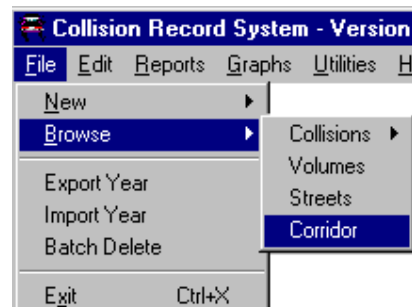 Collision Record System - Version
File Edit Reports Graphs Utilities H
New
Browse
Collisions
Volumes
Export Year
Streets
Import Year
Corridor
Batch Delete
Exit Ctrl+X